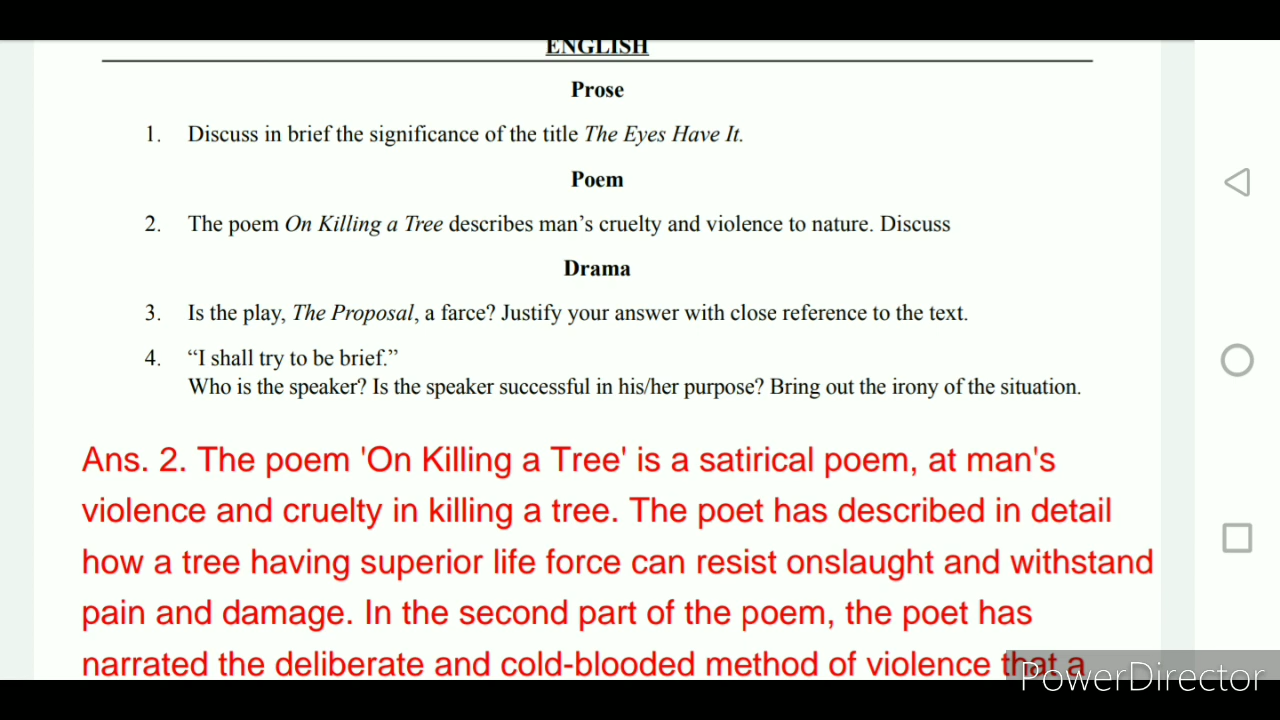 ENGLISH
Prose
1. Discuss in brief the significance of the title The Eyes Have It.
Poem
2. The poem On Killing a Tree describes man’s cruelty and violence to nature. Discuss
Drama
3. Is the play, The Proposal, a farce? Justify your answer with close reference to the text.
4. “I shall try to be brief.”
Who is the speaker? Is the speaker successful in his/her purpose? Bring out the irony of the situation.
Ans. 2. The poem 'On Killing a Tree' is a satirical poem, at man's
violence and cruelty in killing a tree. The poet has described in detail
how a tree having superior life force can resist onslaught and withstand
pain and damage. In the second part of the poem, the poet has
narrated the deliberate and cold-blooded method of violence that a
PowerDirector